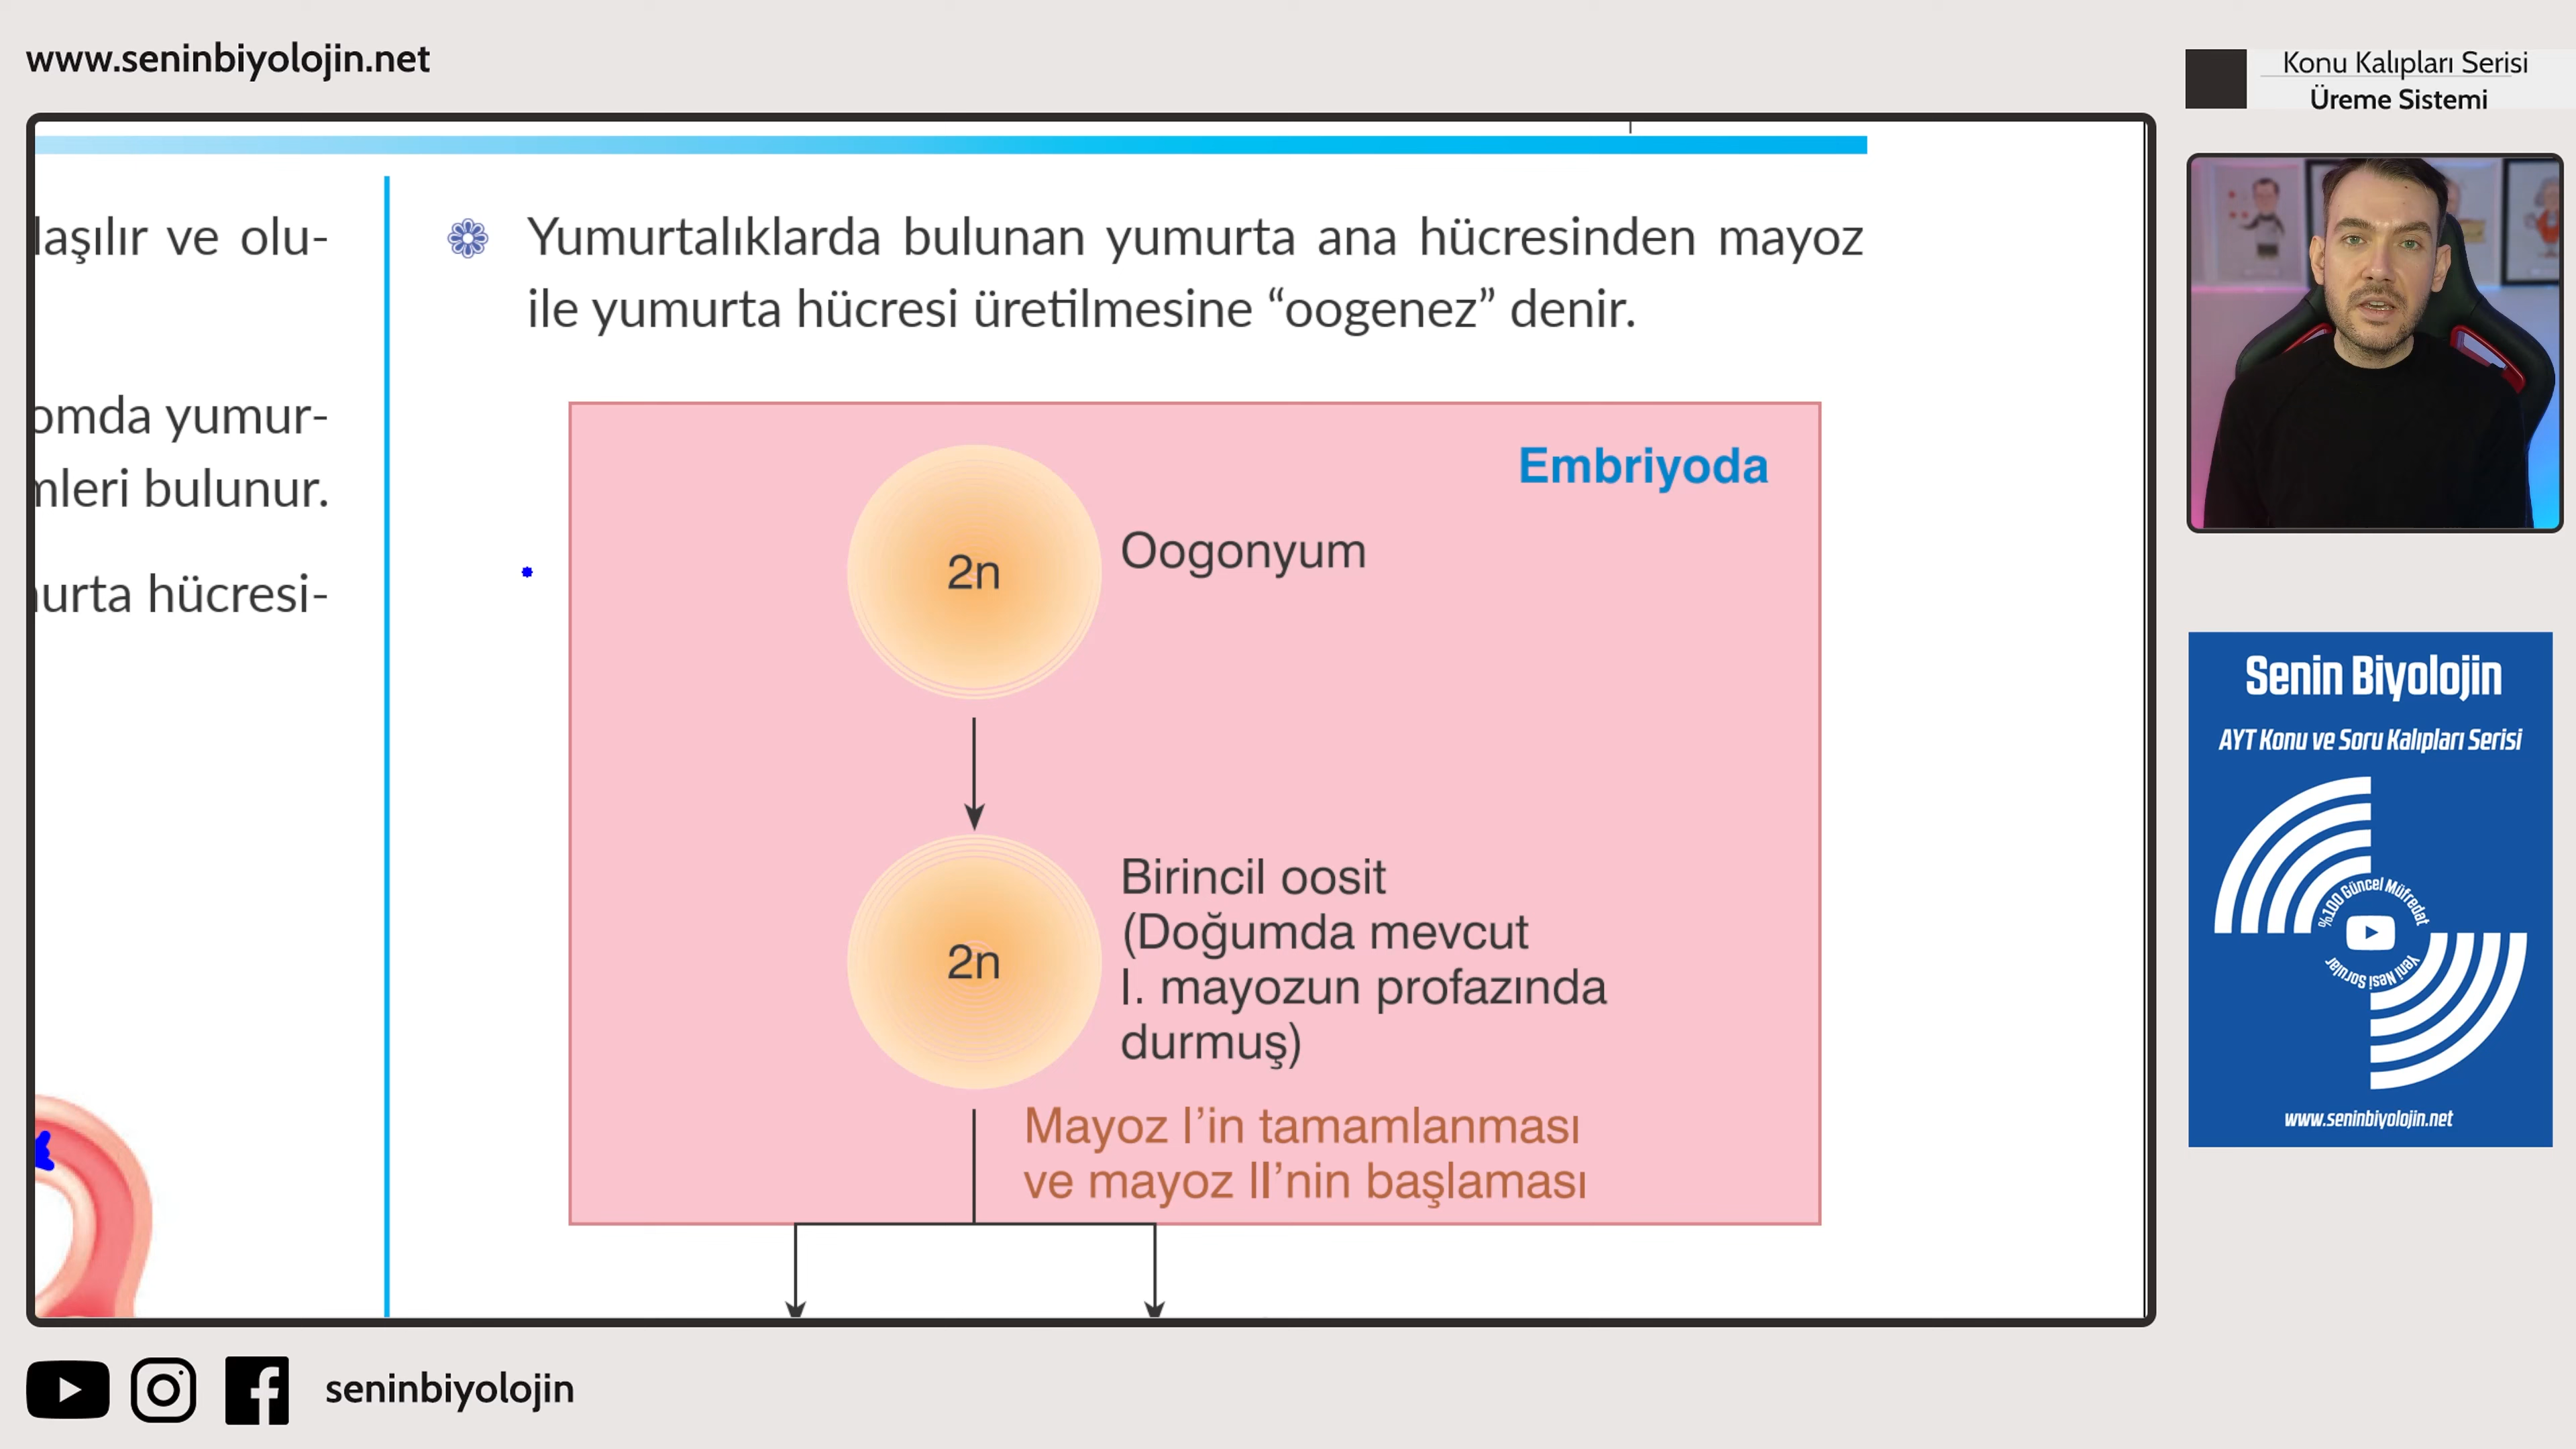 www.seninbiyolojin.net
Konu Kalıpları Serisi
Üreme Sistemi
laşılır ve olu-
omda yumur-
mleri bulunur.
urta hücresi-
Yumurtalıklarda bulunan yumurta ana hücresinden mayoz
ile yumurta hücresi üretilmesine “oogenez” denir.
Embriyoda
2n
Oogonyum
2n
Birincil oosit
(Doğumda mevcut
I. mayozun profazında
durmuş)
Mayoz I’in tamamlanması
ve mayoz II’nin başlaması
Senin Biyolojin
AYT Konu ve Soru Kalıpları Serisi
%100 Güncel Müfredat
Yeni Nesil Sorular
www.seninbiyolojin.net
seninbiyolojin